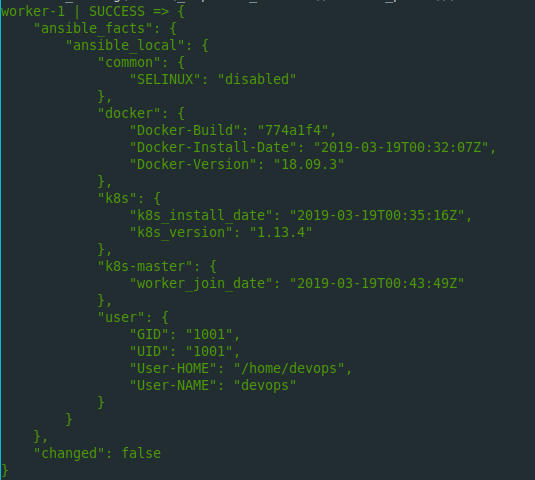 worker-1 | SUCCESS => {
    "ansible_facts": {
        "ansible_local": {
            "common": {
                "SELINUX": "disabled"
            },
            "docker": {
                "Docker-Build": "774a1f4",
                "Docker-Install-Date": "2019-03-19T00:32:07Z",
                "Docker-Version": "18.09.3"
            },
            "k8s": {
                "k8s_install_date": "2019-03-19T00:35:16Z",
                "k8s_version": "1.13.4"
            },
            "k8s-master": {
                "worker_join_date": "2019-03-19T00:43:49Z"
            },
            "user": {
                "GID": "1001",
                "UID": "1001",
                "User-HOME": "/home/devops",
                "User-NAME": "devops"
            }
        }
    },
    "changed": false
}